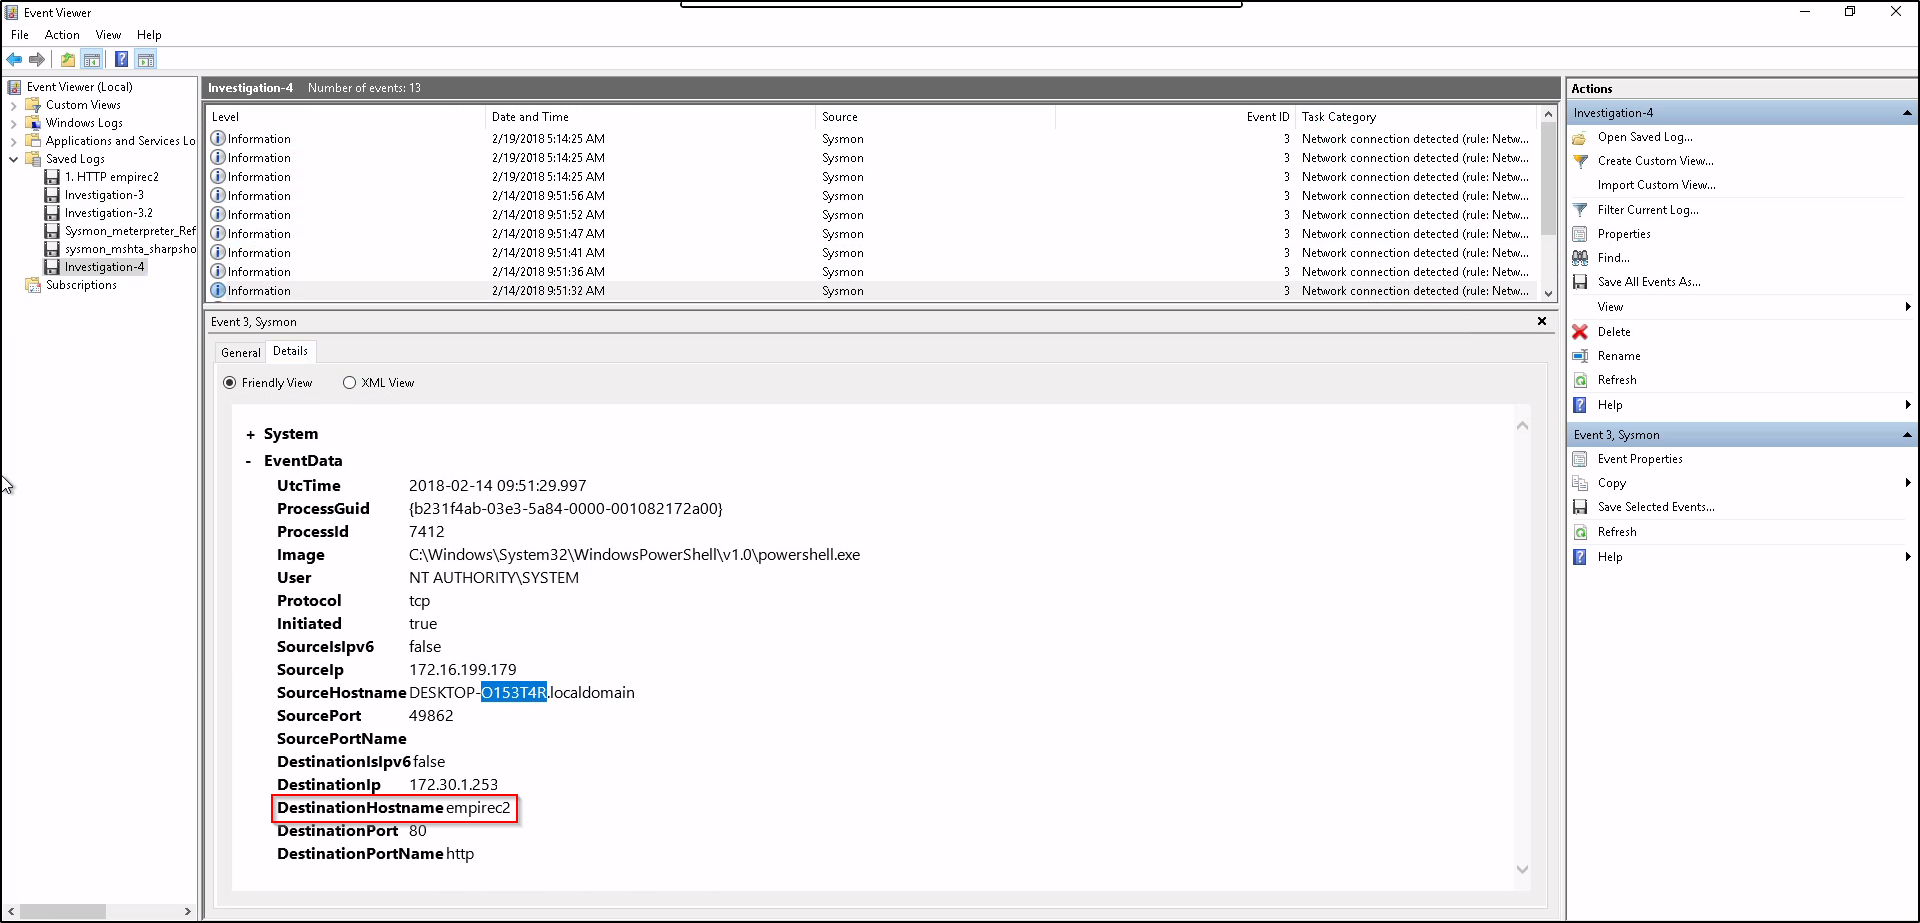 Event Viewer
File Action View Help
Event Viewer (Local)
Custom Views
Windows Logs
Applications and Services Lo
Saved Logs
1. HTTP empirec2
Investigation-3
Investigation-3.2
Sysmon_meterpreter_Ref
sysmon_mshta_sharpsho
Investigation-4
Subscriptions
Investigation-4 Number of events: 13
Level Date and Time Source Event ID Task Category
Information 2/19/2018 5:14:25 AM Sysmon 3 Network connection detected (rule: Netw...
Information 2/19/2018 5:14:25 AM Sysmon 3 Network connection detected (rule: Netw...
Information 2/19/2018 5:14:25 AM Sysmon 3 Network connection detected (rule: Netw...
Information 2/14/2018 9:51:56 AM Sysmon 3 Network connection detected (rule: Netw...
Information 2/14/2018 9:51:52 AM Sysmon 3 Network connection detected (rule: Netw...
Information 2/14/2018 9:51:47 AM Sysmon 3 Network connection detected (rule: Netw...
Information 2/14/2018 9:51:41 AM Sysmon 3 Network connection detected (rule: Netw...
Information 2/14/2018 9:51:36 AM Sysmon 3 Network connection detected (rule: Netw...
Information 2/14/2018 9:51:32 AM Sysmon 3 Network connection detected (rule: Netw...
Event 3, Sysmon
General Details
Friendly View XML View
+ System
- EventData
UtcTime 2018-02-14 09:51:29.997
ProcessGuid {b231f4ab-03e3-5a84-0000-001082172a00}
ProcessId 7412
Image C:\Windows\System32\WindowsPowerShell\v1.0\powershell.exe
User NT AUTHORITY\SYSTEM
Protocol tcp
Initiated true
SourceIsIpv6 false
SourceIp 172.16.199.179
SourceHostname DESKTOP-O153T4R.localdomain
SourcePort 49862
SourcePortName
DestinationIsIpv6 false
DestinationIp 172.30.1.253
DestinationHostname empirec2
DestinationPort 80
DestinationPortName http
Actions
Investigation-4
Open Saved Log...
Create Custom View...
Import Custom View...
Filter Current Log...
Properties
Find...
Save All Events As...
View
Delete
Rename
Refresh
Help
Event 3, Sysmon
Event Properties
Copy
Save Selected Events...
Refresh
Help